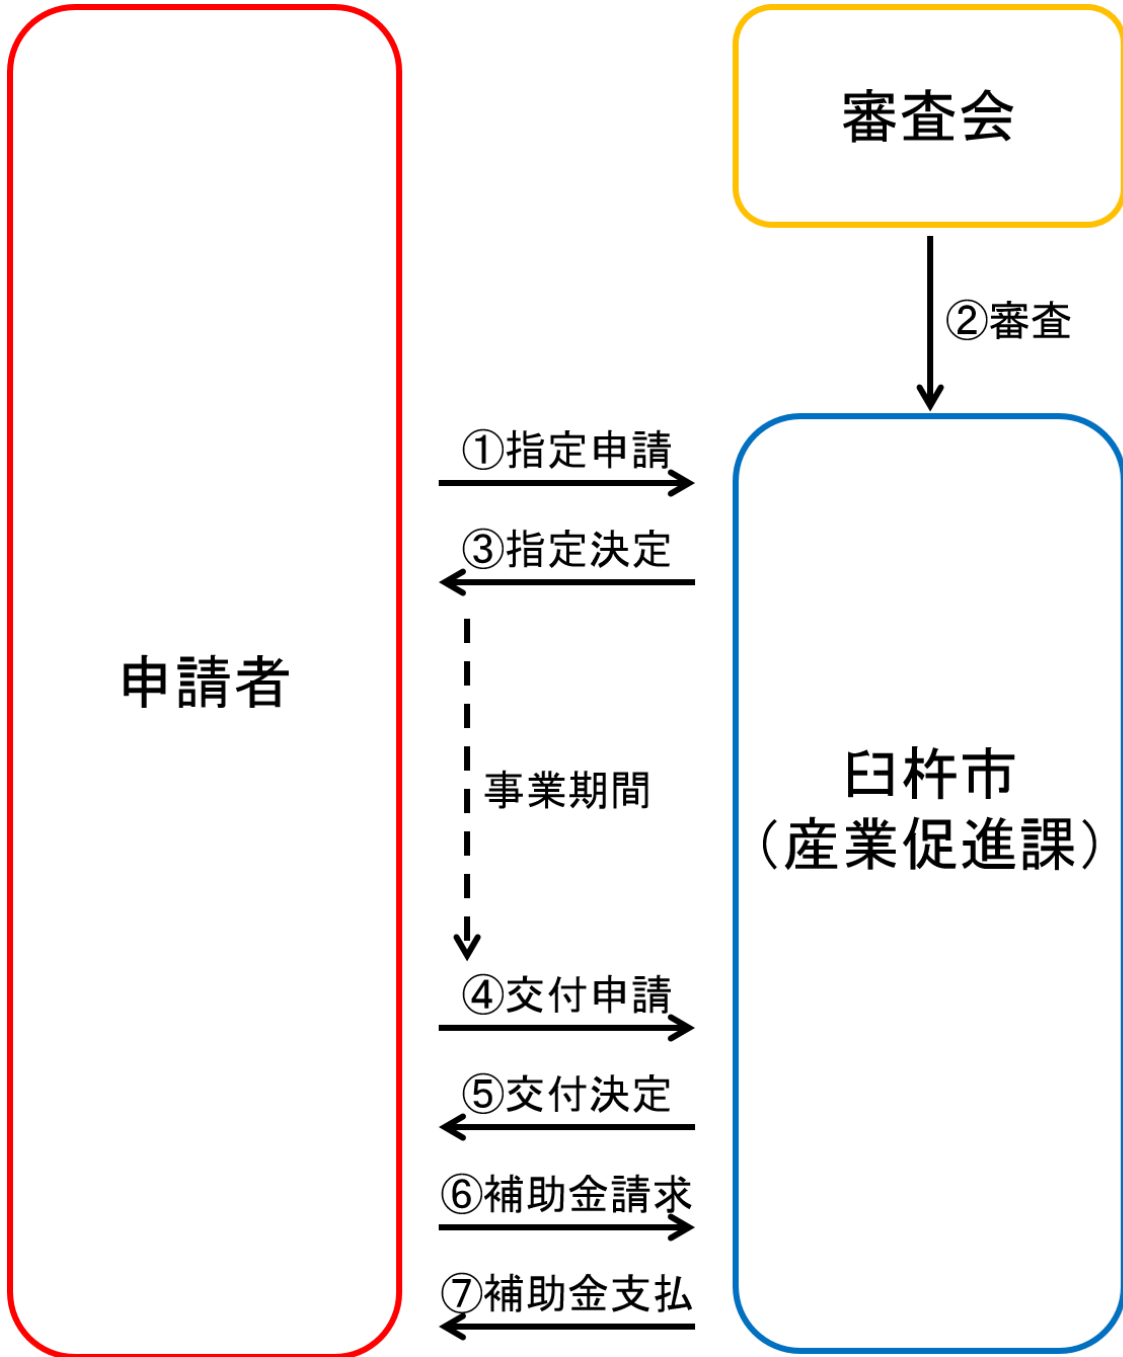 審査会
②審査
①指定申請
③指定決定
申請者
事業期間
臼杵市
（産業促進課）
④交付申請
⑤交付決定
⑥補助金請求
⑦補助金支払